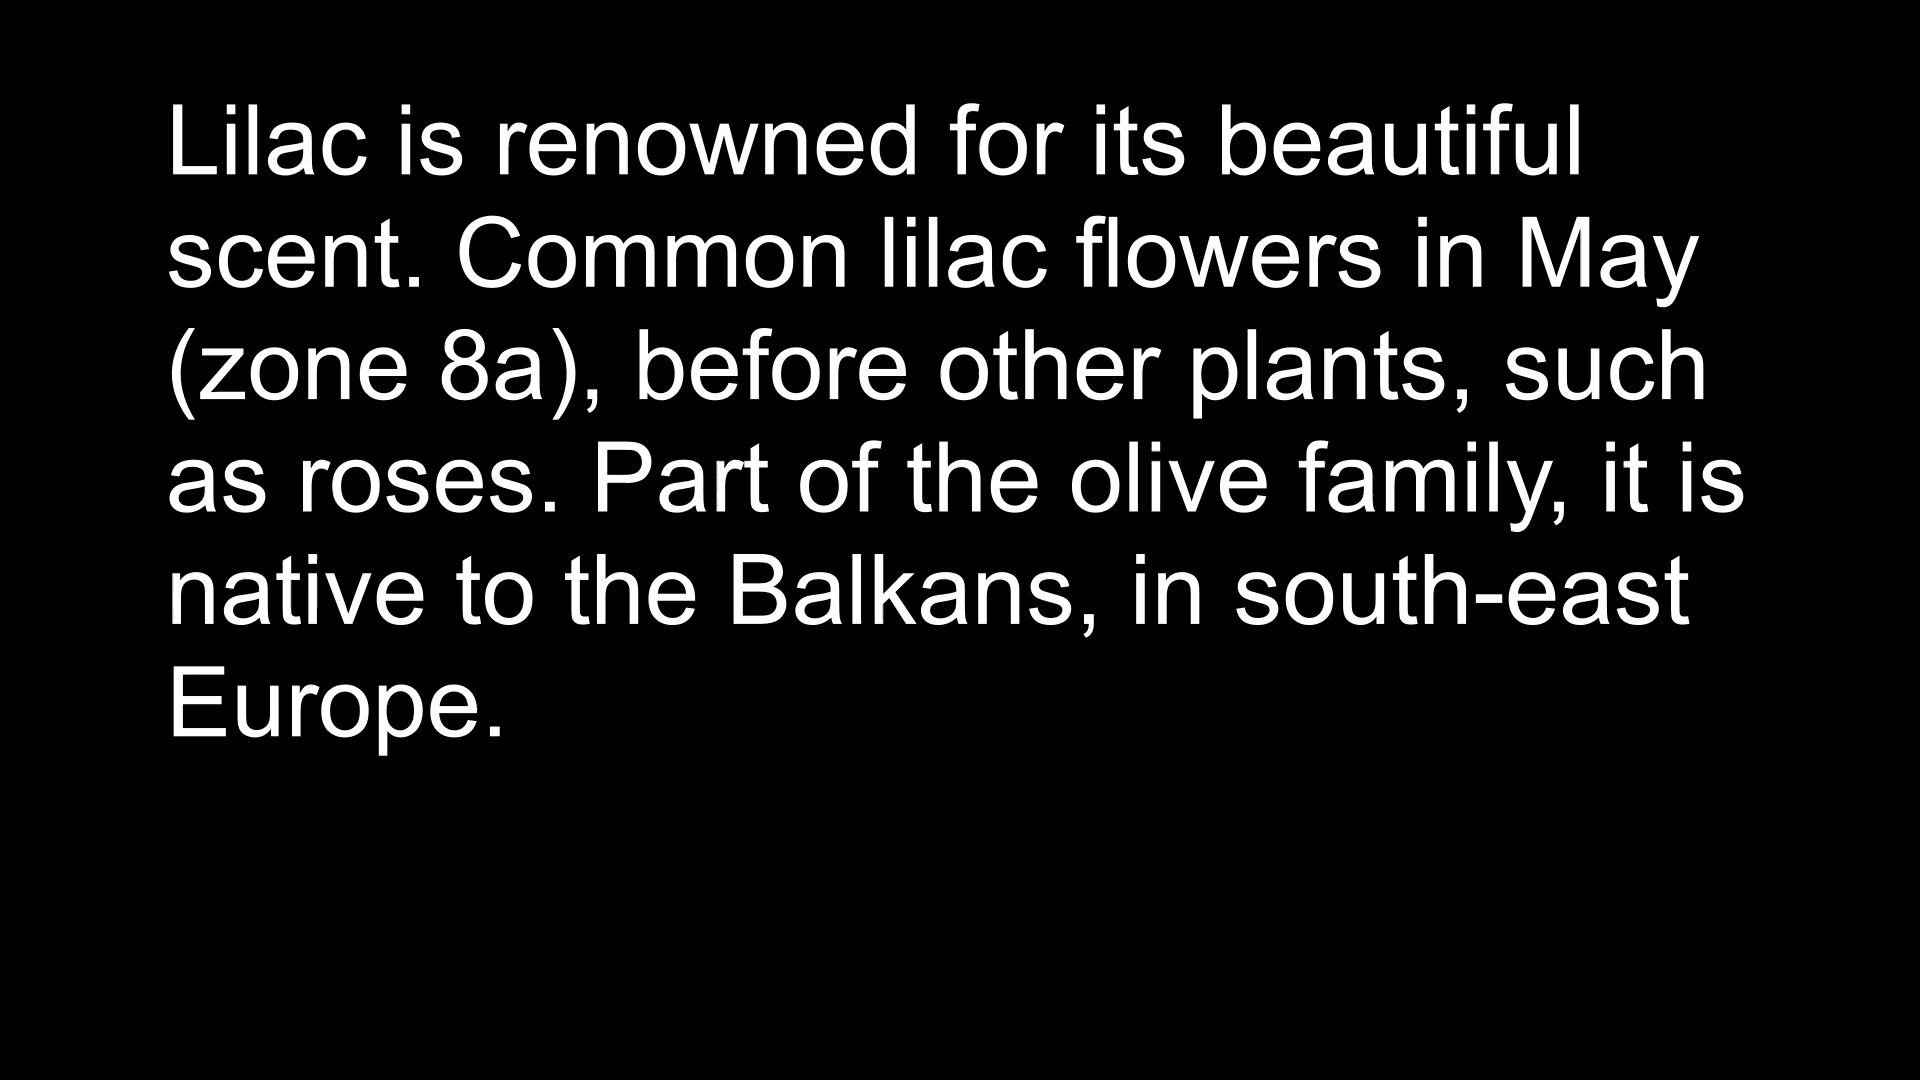 Lilac is renowned for its beautiful
scent. Common lilac flowers in May
(zone 8a), before other plants, such
as roses. Part of the olive family, it is
native to the Balkans, in south-east
Europe.